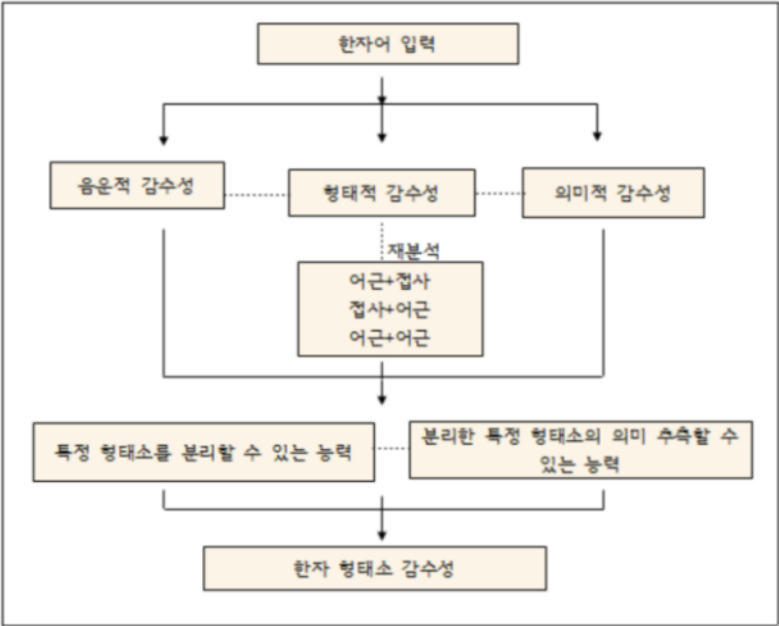 한자어 입력
음운적 감수성
형태적 감수성
의미적 감수성
재분석
어근+접사
접사+어근
어근+어근
특정 형태소를 분리할 수 있는 능력
분리한 특정 형태소의 의미 추측할 수
있는 능력
한자 형태소 감수성